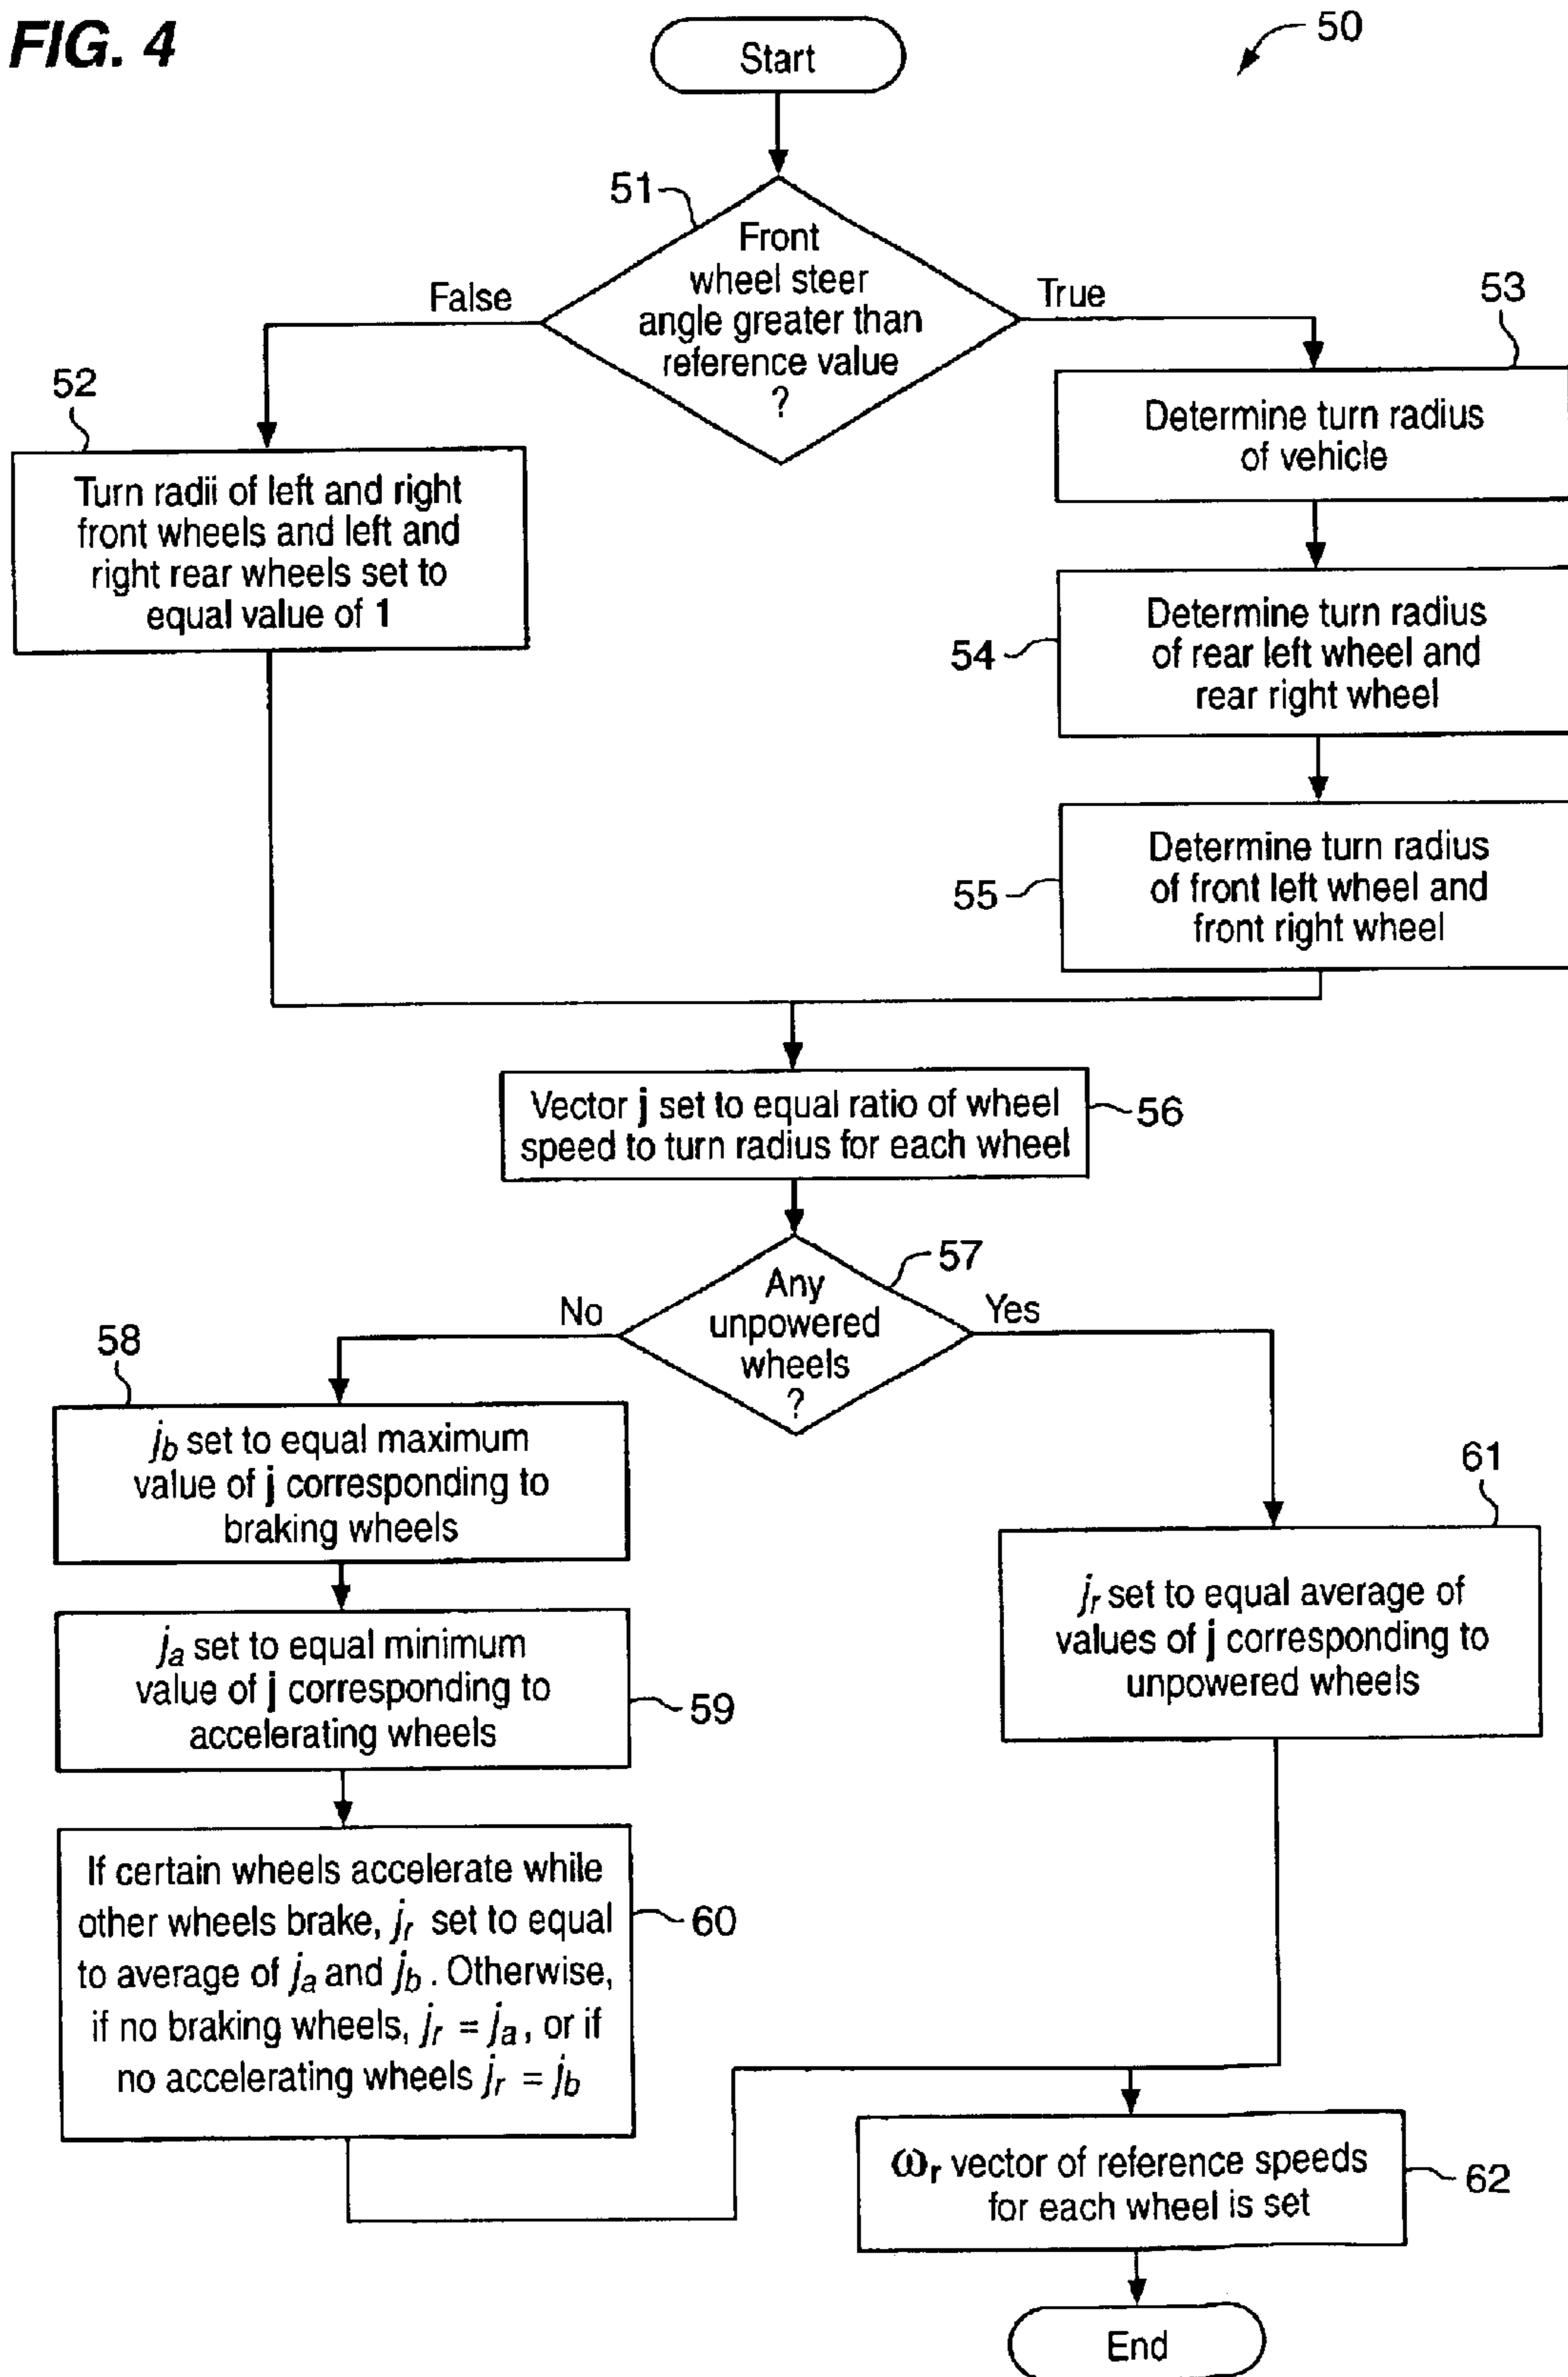 FIG. 4
50
Start
51
Front
wheel steer
angle greater than
reference value
?
False
True
52
Turn radii of left and right
front wheels and left and
right rear wheels set to
equal value of 1
53
Determine turn radius
of vehicle
54
Determine turn radius
of rear left wheel and
rear right wheel
55
Determine turn radius
of front left wheel and
front right wheel
Vector j set to equal ratio of wheel
speed to turn radius for each wheel
56
57
Any
unpowered
wheels
?
No
Yes
58
jb set to equal maximum
value of j corresponding to
braking wheels
ja set to equal minimum
value of j corresponding to
accelerating wheels
59
If certain wheels accelerate while
other wheels brake, jr set to equal
to average of ja and jb. Otherwise,
if no braking wheels, jr = ja, or if
no accelerating wheels jr = jb
60
61
jr set to equal average of
values of j corresponding to
unpowered wheels
ωr vector of reference speeds
for each wheel is set
62
End